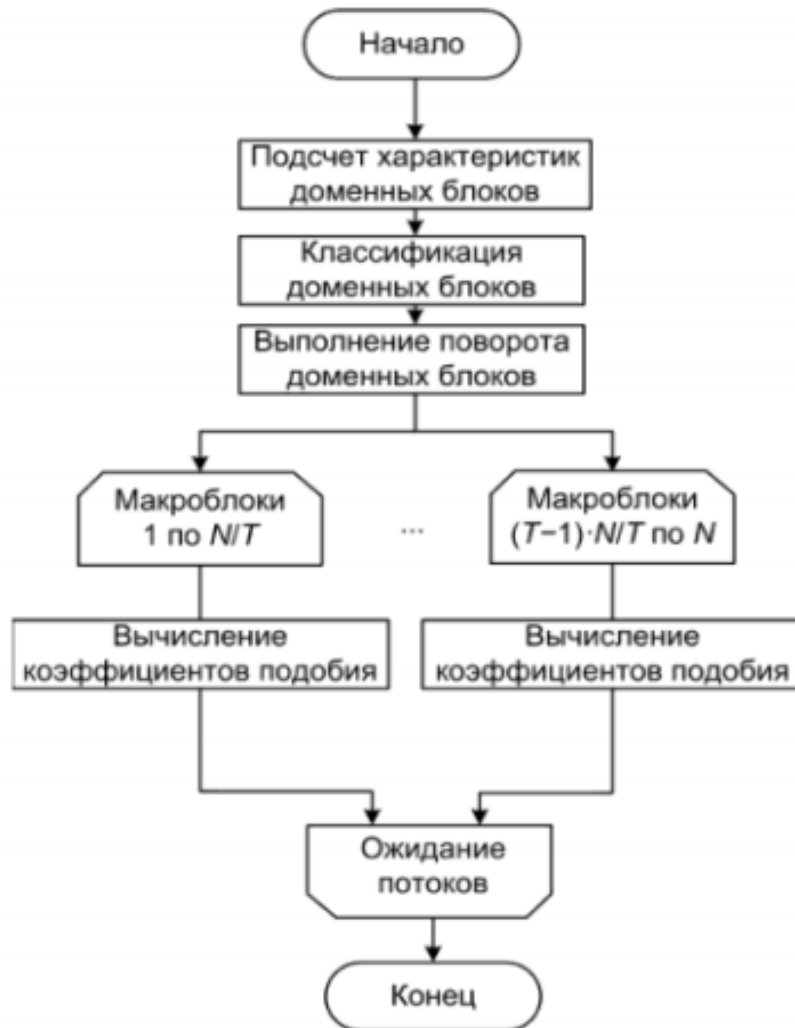 Начало
Подсчет характеристик
доменных блоков
Классификация
доменных блоков
Выполнение поворота
доменных блоков
Макроблоки
1 по N/T
...
Макроблоки
(T−1)·N/T по N
Вычисление
коэффициентов подобия
Вычисление
коэффициентов подобия
Ожидание
потоков
Конец